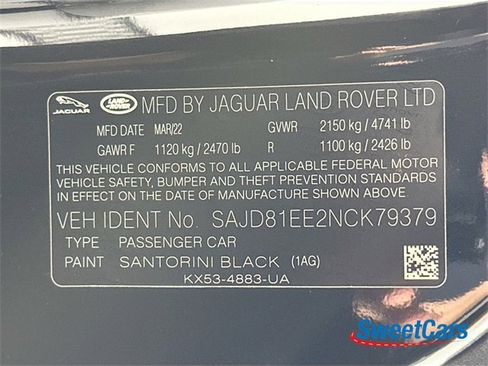 JAGUAR LAND ROVER MFD BY JAGUAR LAND ROVER LTD
MFD DATE MAR/22 GVWR 2150 kg / 4741 lb
GAWR F 1120 kg / 2470 lb R 1100 kg / 2426 lb
THIS VEHICLE CONFORMS TO ALL APPLICABLE FEDERAL MOTOR
VEHICLE SAFETY, BUMPER AND THEFT PREVENTION STANDARDS
IN EFFECT ON THE DATE OF MANUFACTURE SHOWN ABOVE
VEH IDENT No. SAJD81EE2NCK79379
TYPE PASSENGER CAR
PAINT SANTORINI BLACK (1AG)
KX53-4883-UA
SweetCars